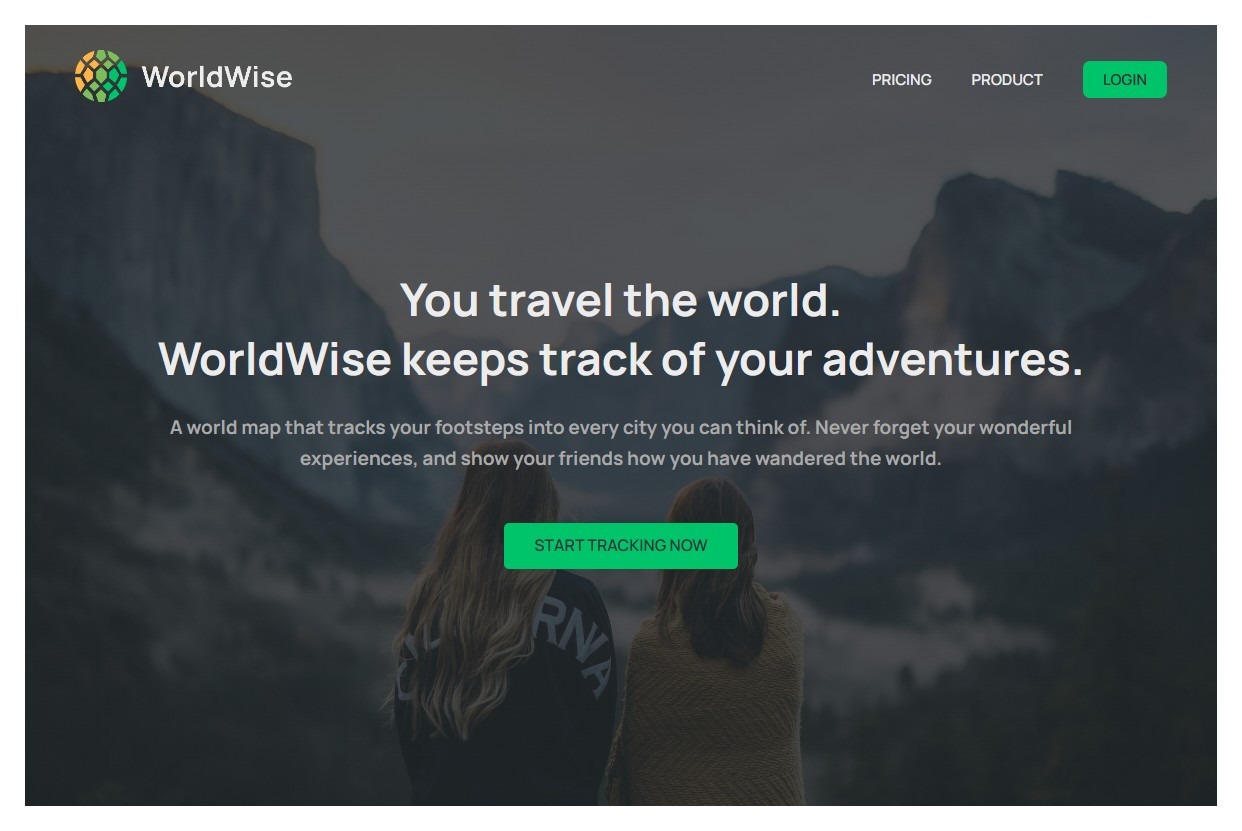 WorldWise
PRICING
PRODUCT
LOGIN
You travel the world.
WorldWise keeps track of your adventures.
A world map that tracks your footsteps into every city you can think of. Never forget your wonderful
experiences, and show your friends how you have wandered the world.
START TRACKING NOW